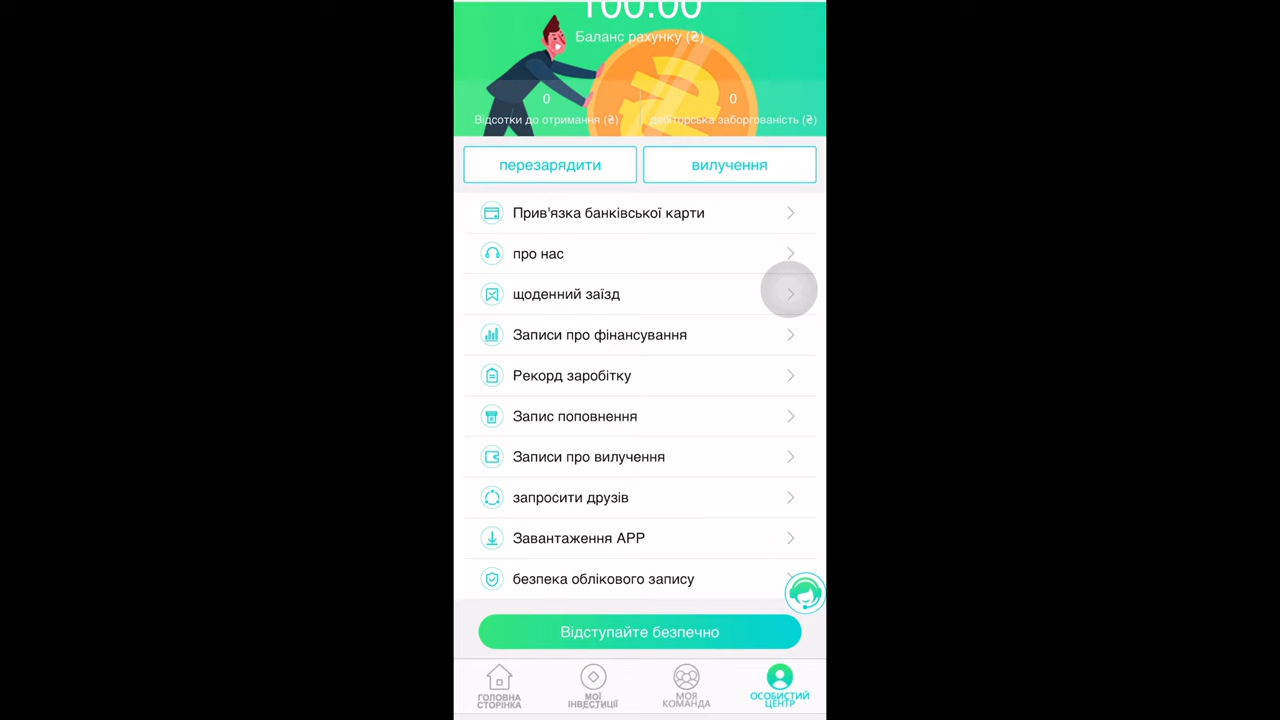 100.00
Баланс рахунку (₴)
0
0
Відсотки до отримання (₴)
дебіторська заборгованість (₴)
перезарядити
вилучення
Прив'язка банківської карти
про нас
щоденний заїзд
Записи про фінансування
Рекорд заробітку
Запис поповнення
Записи про вилучення
запросити друзів
Завантаження APP
безпека облікового запису
Відступайте безпечно
ГОЛОВНА
СТОРІНКА
МОЇ
ІНВЕСТИЦІЇ
МОЯ
КОМАНДА
ОСОБИСТИЙ
ЦЕНТР